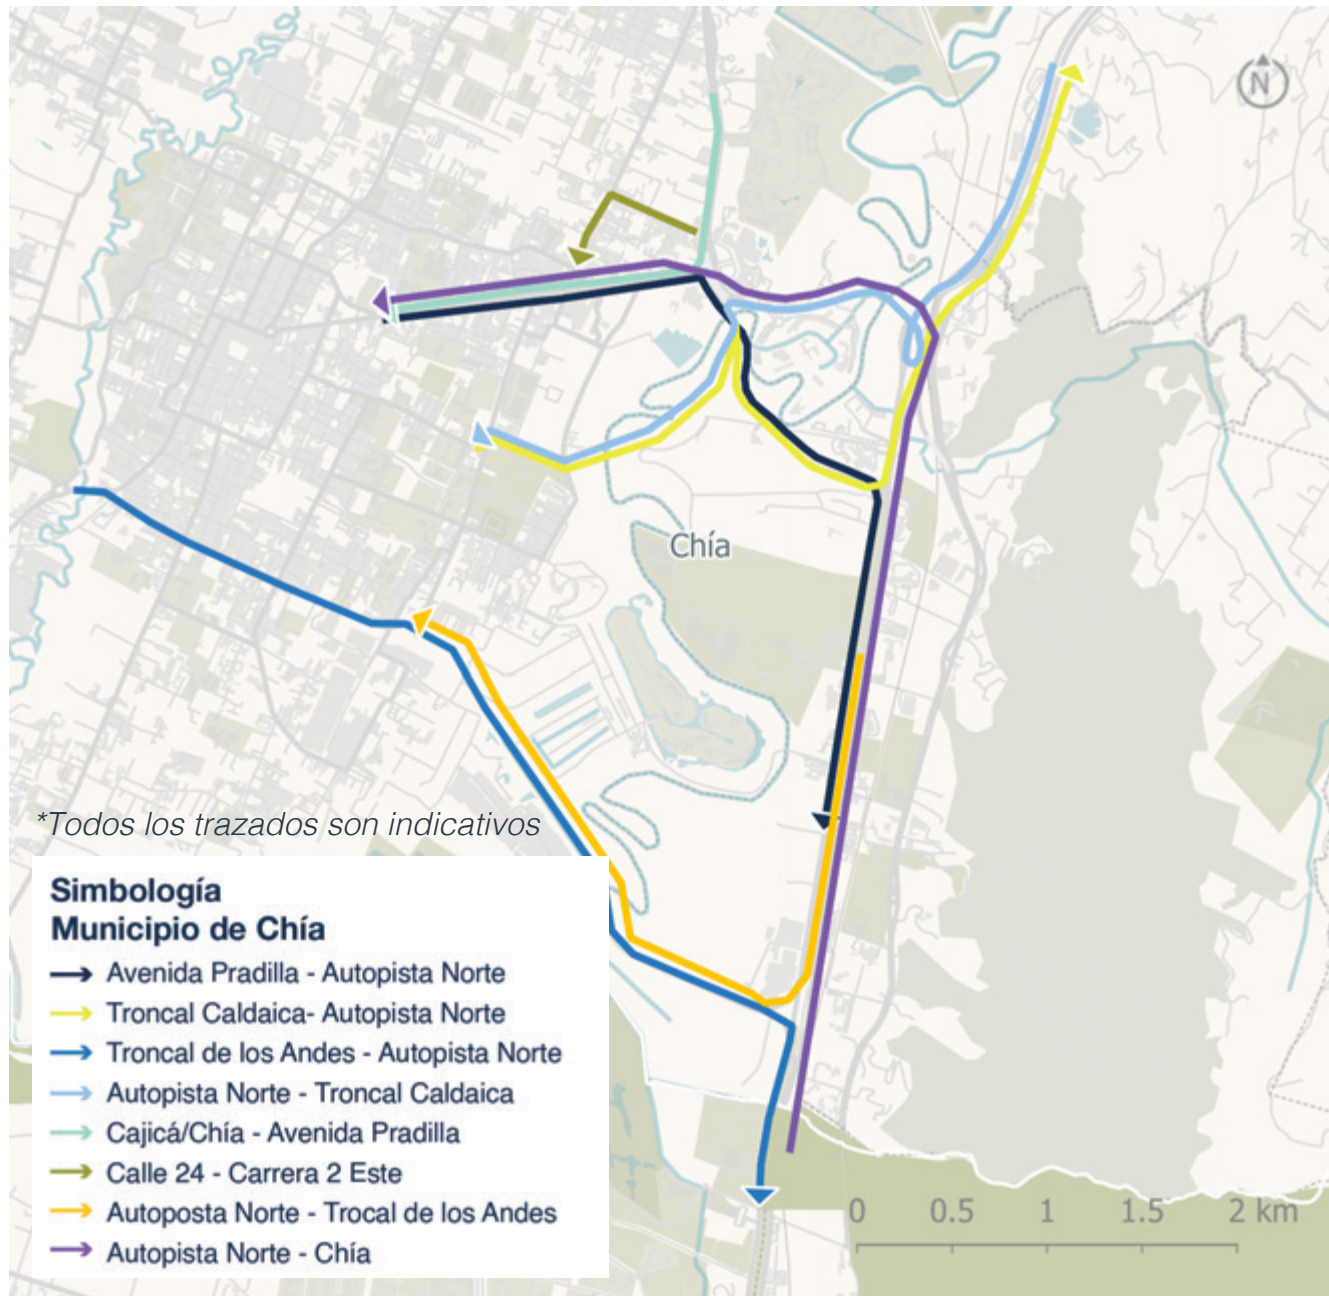 N
Chía
*Todos los trazados son indicativos
Simbología
Municipio de Chía
Avenida Pradilla - Autopista Norte
Troncal Caldaica- Autopista Norte
Troncal de los Andes - Autopista Norte
Autopista Norte - Troncal Caldaica
Cajicá/Chía - Avenida Pradilla
Calle 24 - Carrera 2 Este
Autoposta Norte - Trocal de los Andes
Autopista Norte - Chía
0 0.5 1 1.5 2 km